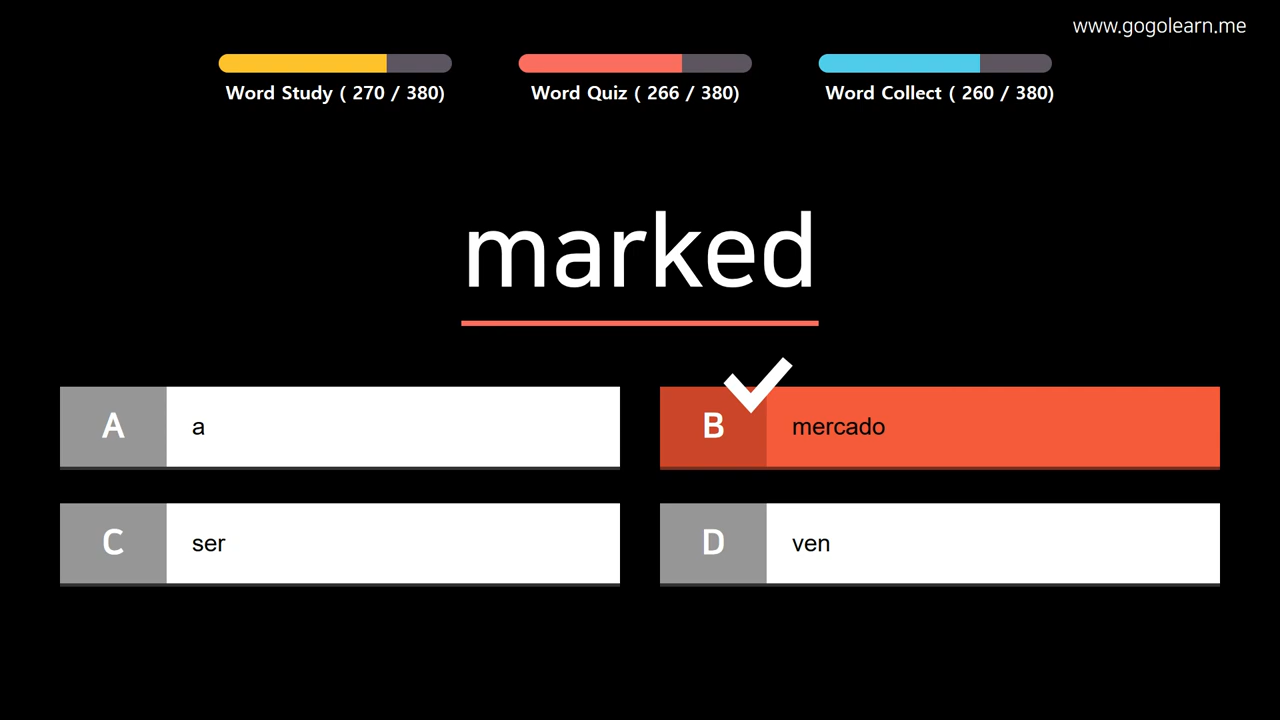 www.gogolearn.me
Word Study ( 270 / 380)
Word Quiz ( 266 / 380)
Word Collect ( 260 / 380)
marked
A a
B mercado
C ser
D ven